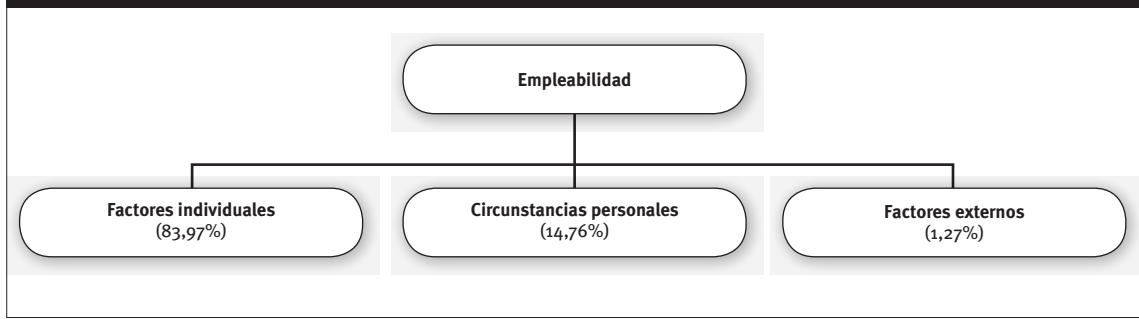 Empleabilidad
Factores individuales
(83,97%)
Circunstancias personales
(14,76%)
Factores externos
(1,27%)